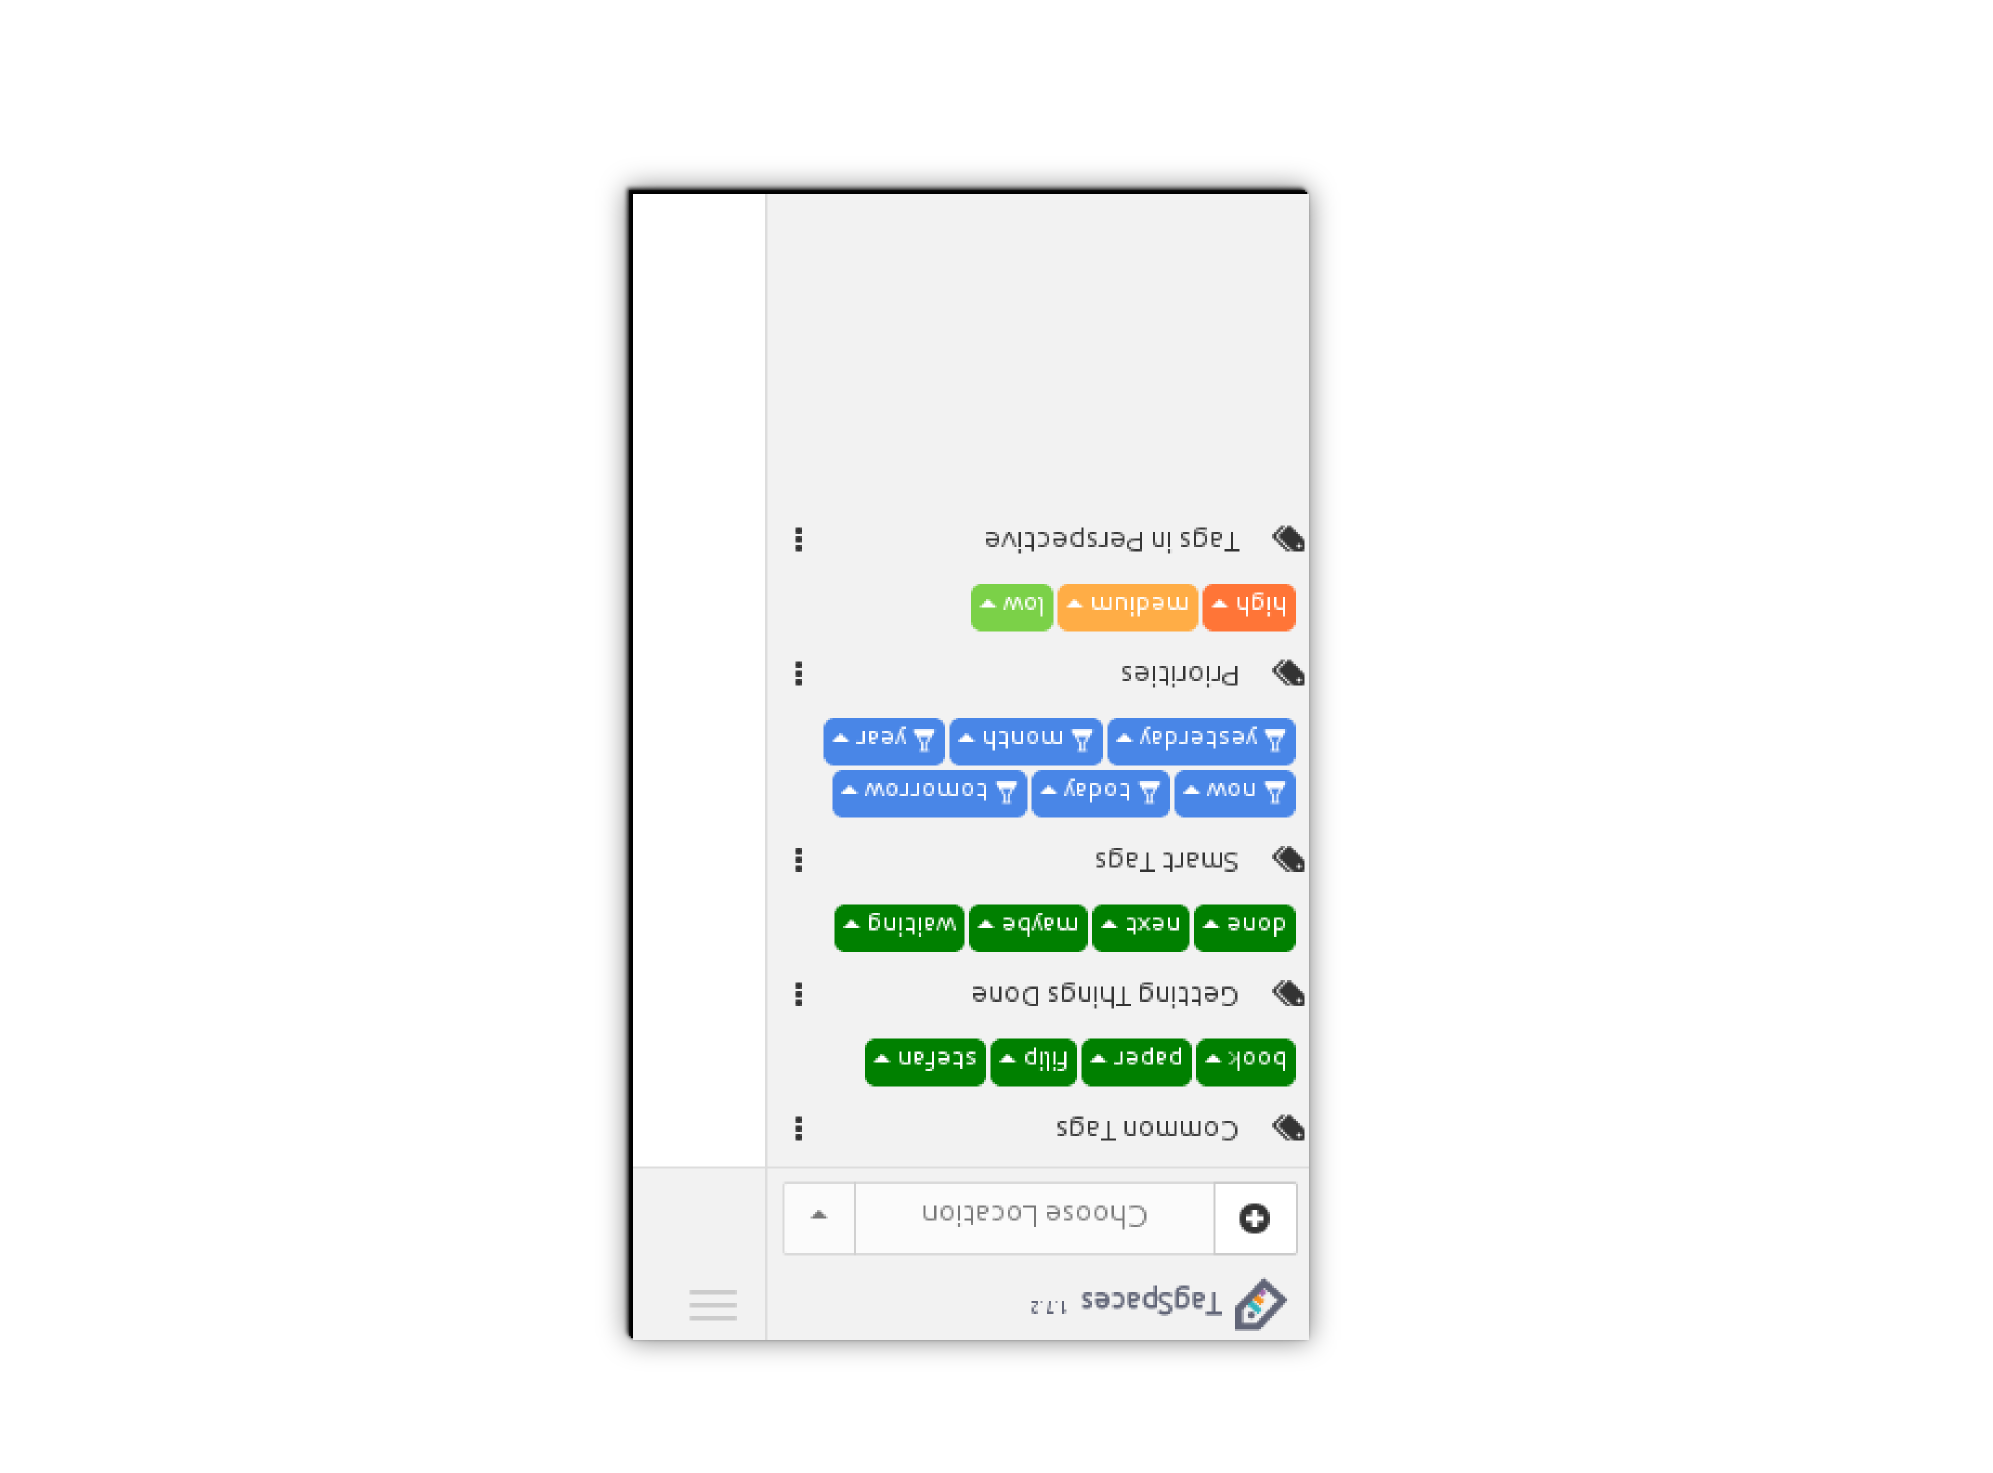 TagSpaces 1.7.2
Choose Location
Common Tags
book paper filip stefan
Getting Things Done
done next maybe waiting
Smart Tags
now today tomorrow
yesterday month year
Priorities
high medium low
Tags in Perspective